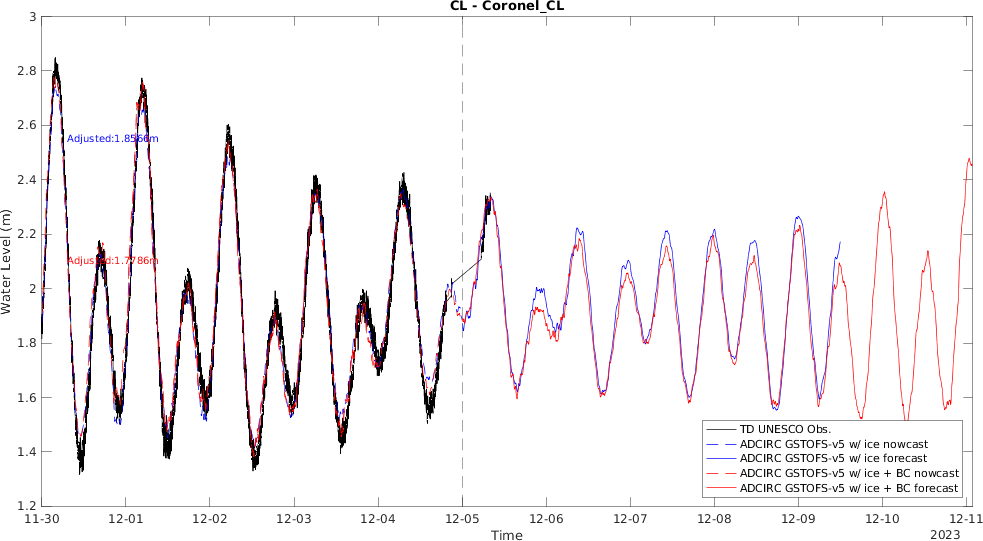 CL - Coronel_CL
3
2.8
2.6
2.4
2.2
2
1.8
1.6
1.4
1.2
Water Level (m)
Adjusted:1.8566m
Adjusted:1.7786m
TD UNESCO Obs.
ADCIRC GSTOFS-v5 w/ ice nowcast
ADCIRC GSTOFS-v5 w/ ice forecast
ADCIRC GSTOFS-v5 w/ ice + BC nowcast
ADCIRC GSTOFS-v5 w/ ice + BC forecast
11-30 12-01 12-02 12-03 12-04 12-05 12-06 12-07 12-08 12-09 12-10 12-11
Time
2023